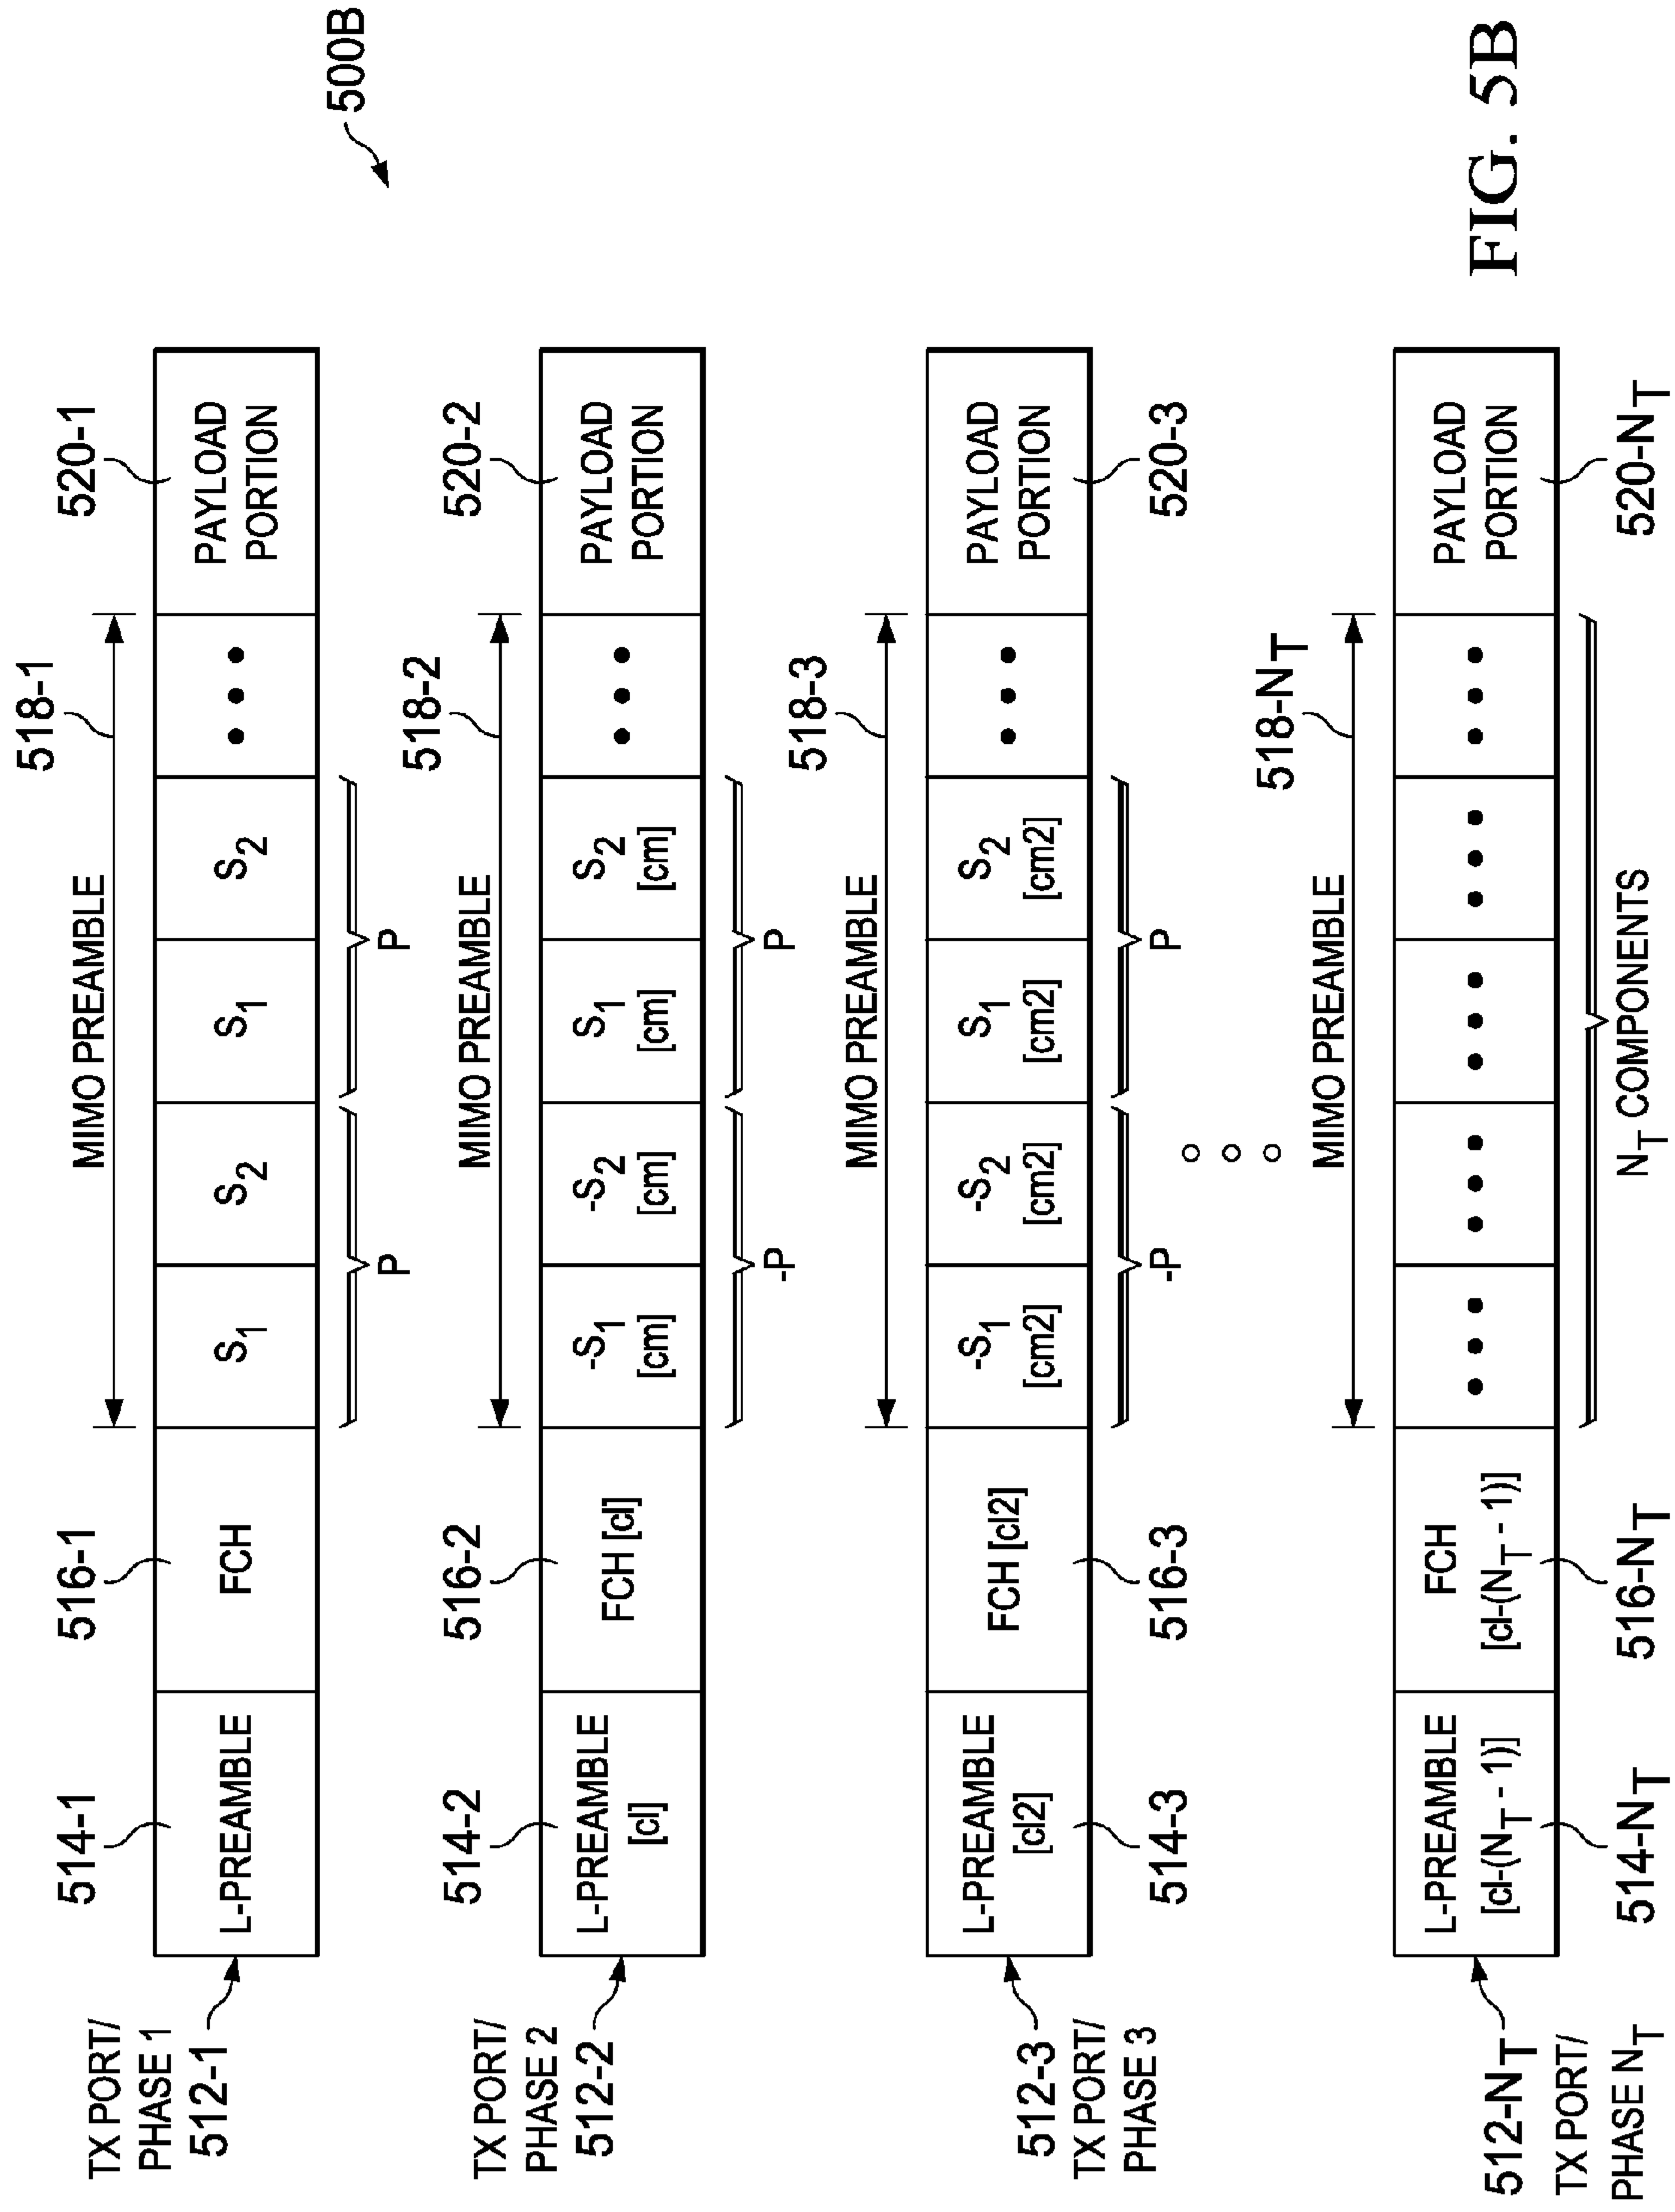 500B
TX PORT/
PHASE 1
512-1
514-1
516-1
518-1
520-1
MIMO PREAMBLE
L-PREAMBLE
FCH
S1
S2
S1
S2
PAYLOAD
PORTION
P
P
TX PORT/
PHASE 2
512-2
514-2
516-2
518-2
520-2
MIMO PREAMBLE
L-PREAMBLE
[cl]
FCH [cl]
-S1
[cm]
-S2
[cm]
S1
[cm]
S2
[cm]
PAYLOAD
PORTION
-P
P
518-3
MIMO PREAMBLE
L-PREAMBLE
[cl2]
FCH [cl2]
-S1
[cm2]
-S2
[cm2]
S1
[cm2]
S2
[cm2]
PAYLOAD
PORTION
512-3
TX PORT/
PHASE 3
514-3
516-3
-P
P
520-3
518-NT
MIMO PREAMBLE
L-PREAMBLE
[cl-(NT - 1)]
FCH
[cl-(NT - 1)]
PAYLOAD
PORTION
512-NT
TX PORT/
PHASE NT
514-NT
516-NT
NT COMPONENTS
520-NT
FIG. 5B